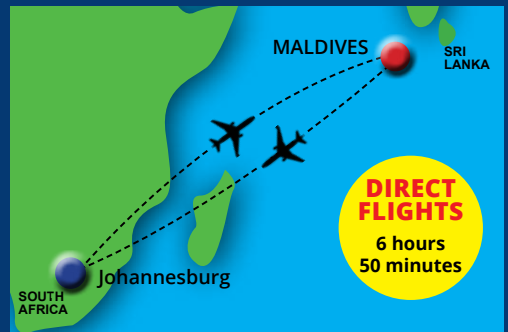 MALDIVES
SRI
LANKA
DIRECT
FLIGHTS
6 hours
50 minutes
Johannesburg
SOUTH
AFRICA